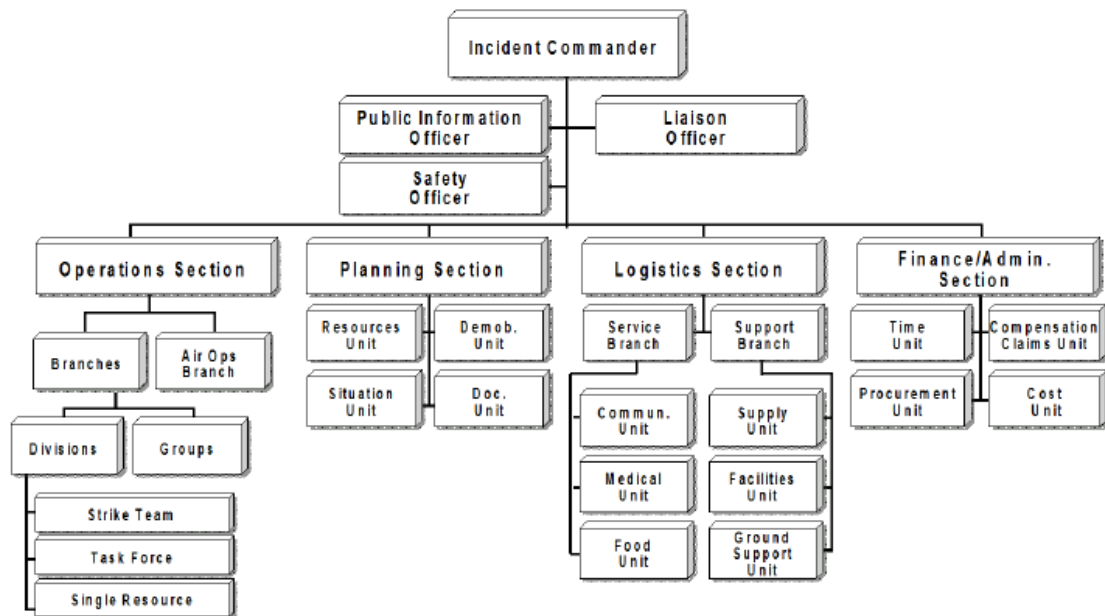 Incident Commander
Public Information
Officer
Liaison
Officer
Safety
Officer
Operations Section
Planning Section
Logistics Section
Finance/Admin.
Section
Branches
Air Ops
Branch
Resources
Unit
Demob.
Unit
Service
Branch
Support
Branch
Time
Unit
Compensation
Claims Unit
Situation
Unit
Doc.
Unit
Procurement
Unit
Cost
Unit
Divisions
Groups
Commun.
Unit
Supply
Unit
Medical
Unit
Facilities
Unit
Food
Unit
Ground
Support
Unit
Strike Team
Task Force
Single Resource